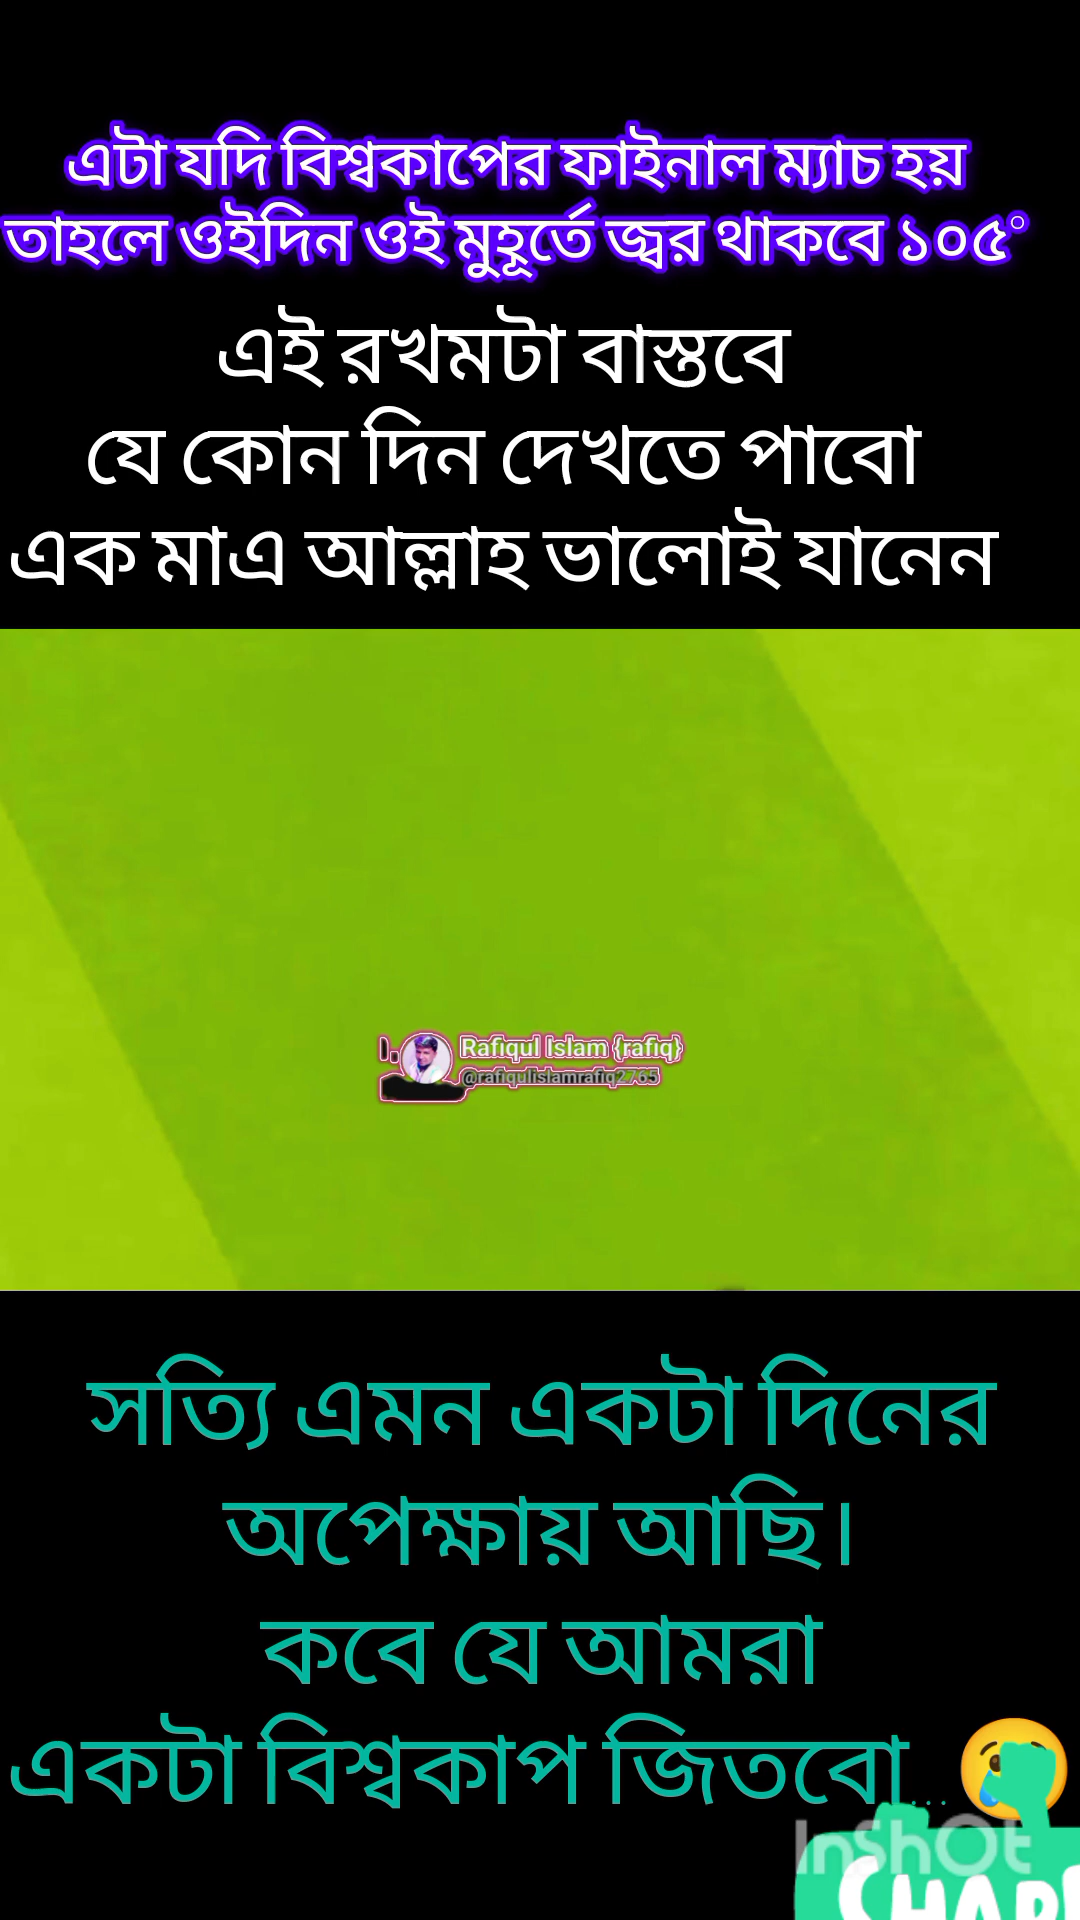 এটা যদি বিশ্বকাপের ফাইনাল ম্যাচ হয়
তাহলে ওইদিন ওই মুহূর্তে জ্বর থাকবে ১০৫°
এই রখমটা বাস্তবে
যে কোন দিন দেখতে পাবো
এক মাএ আল্লাহ ভালোই যানেন
Rafiqul Islam {rafiq}
@rafiqulislamrafiq2765
সত্যি এমন একটা দিনের
অপেক্ষায় আছি।
কবে যে আমরা
একটা বিশ্বকাপ জিতবো...😢
InShOt